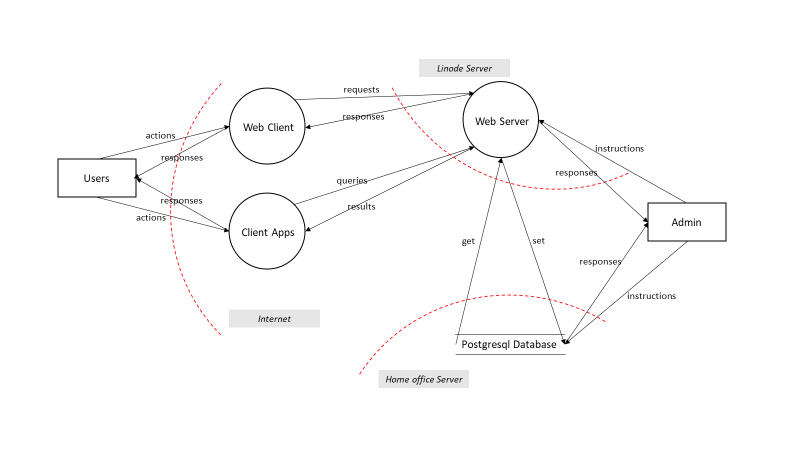 Linode Server
requests
Web Client
responses
Web Server
actions
responses
instructions
Users
responses
queries
responses
results
actions
Admin
Client Apps
get
set
responses
instructions
Internet
Postgresql Database
Home office Server